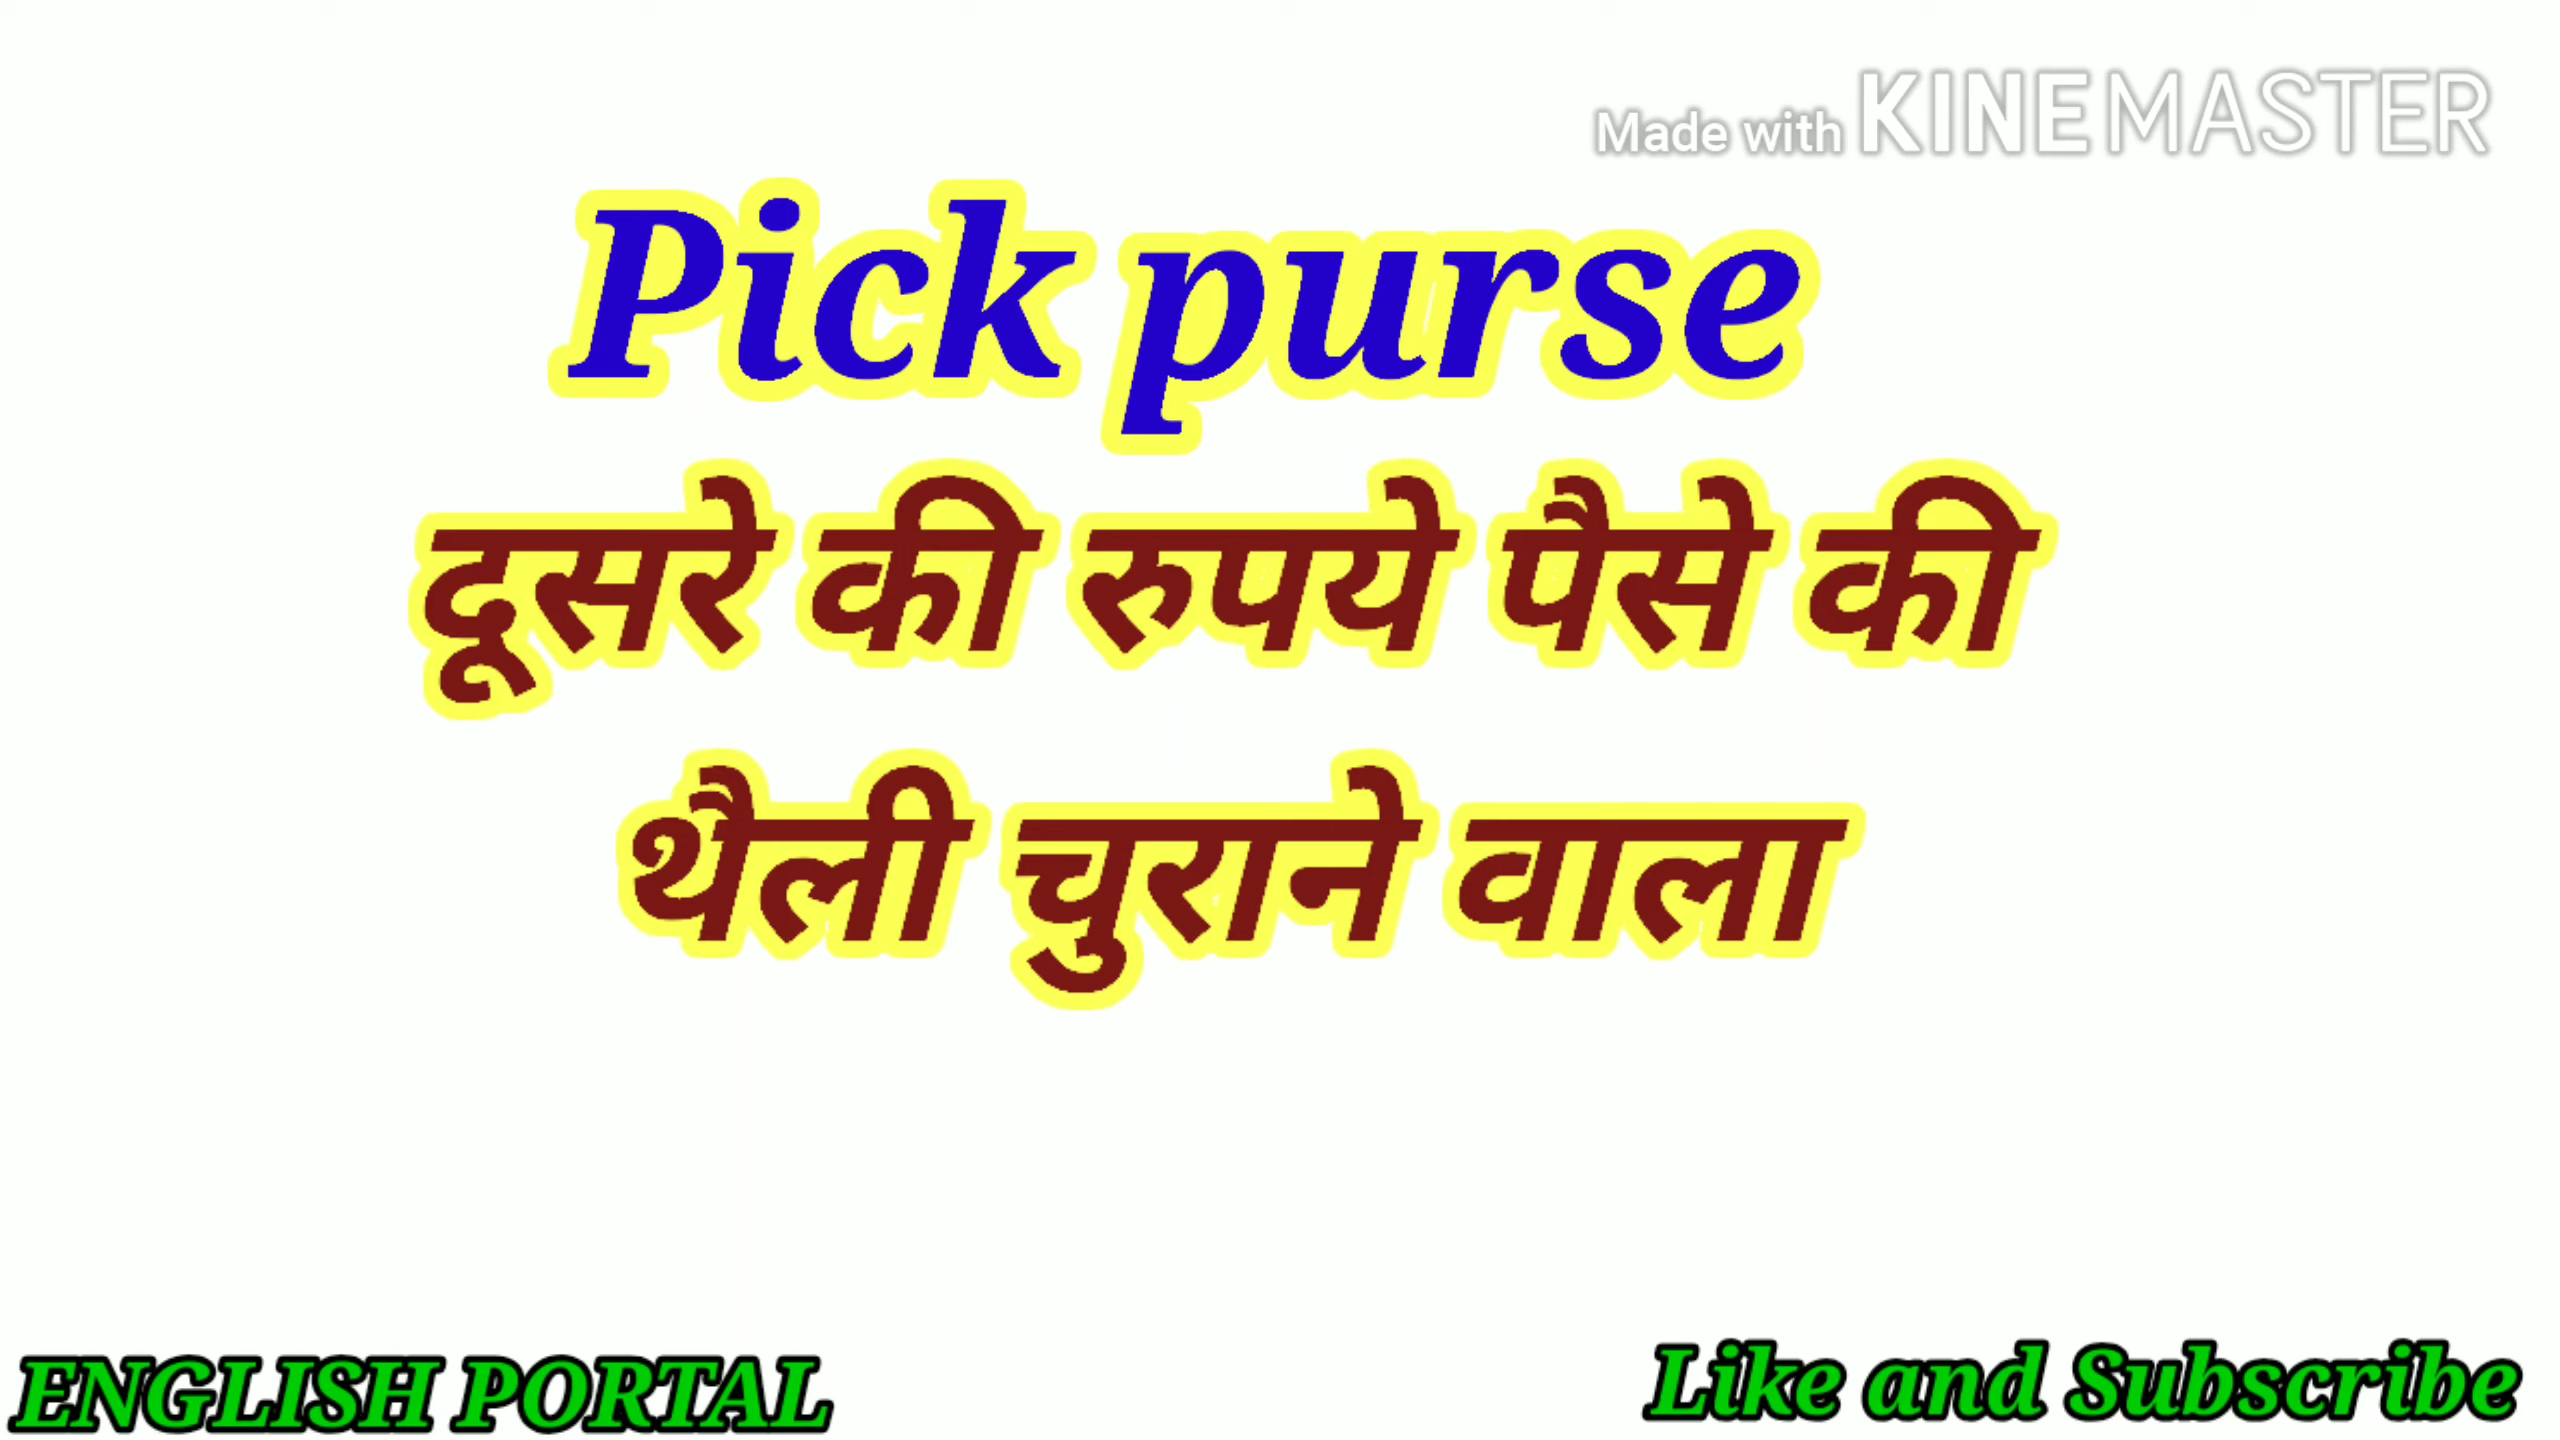 Made with KINEMASTER
Pick purse
दूसरे की रुपये पैसे की
थैली चुराने वाला
ENGLISH PORTAL
Like and Subscribe